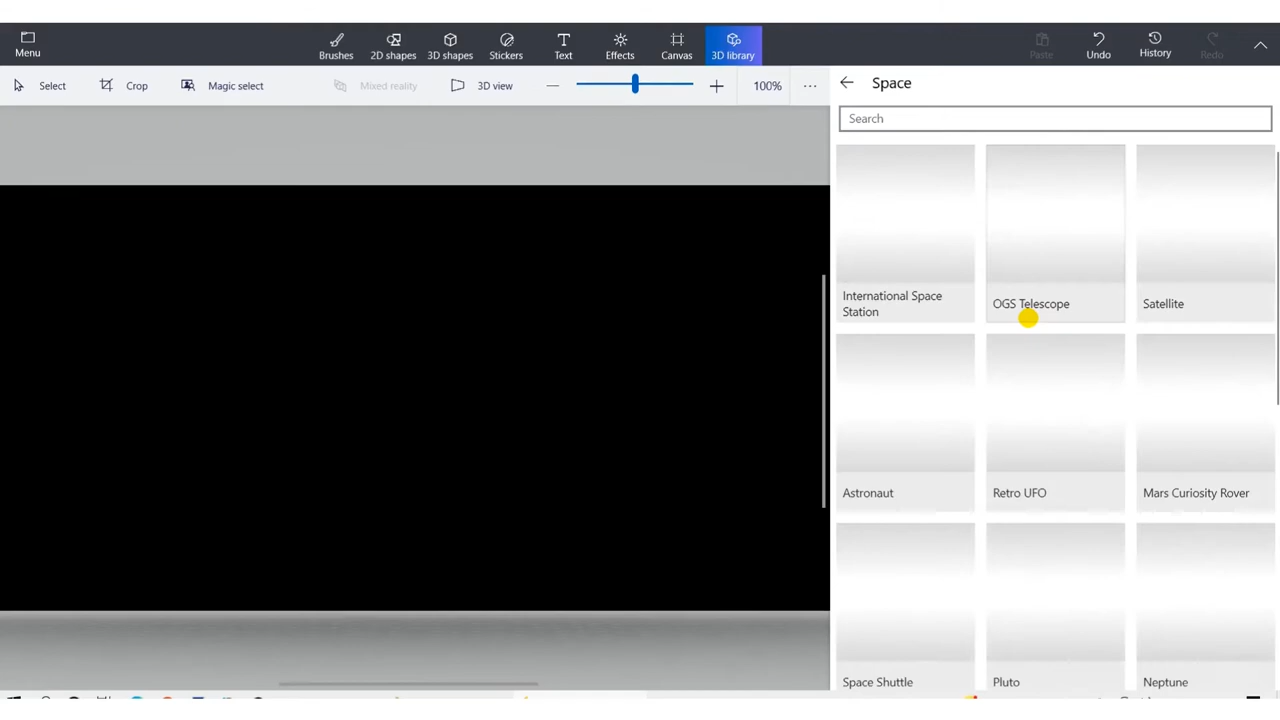 Menu
Brushes
2D shapes
3D shapes
Stickers
Text
Effects
Canvas
3D library
Paste
Undo
History
Redo
Select
Crop
Magic select
Mixed reality
3D view
100%
Space
Search
International Space
Station
OGS Telescope
Satellite
Astronaut
Retro UFO
Mars Curiosity Rover
Space Shuttle
Pluto
Neptune